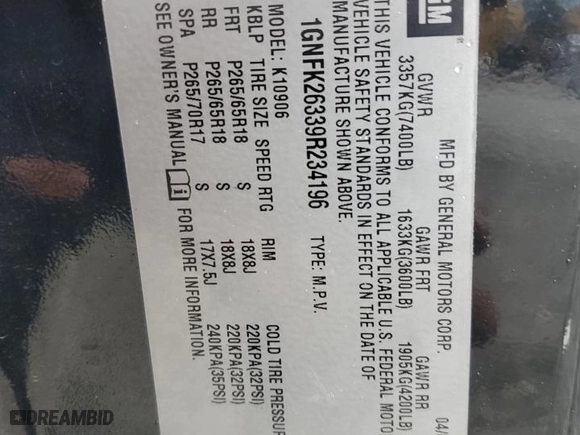 GM
MFD BY GENERAL MOTORS CORP. 04/
GVWR GAWR FRT GAWR RR
3357KG(7400LB) 1633KG(3600LB) 1905KG(4200LB)
THIS VEHICLE CONFORMS TO ALL APPLICABLE U.S. FEDERAL MOTO
VEHICLE SAFETY STANDARDS IN EFFECT ON THE DATE OF
MANUFACTURE SHOWN ABOVE.
1GNFK26339R234196 TYPE: M.P.V.
MODEL: K10906
KBLP TIRE SIZE SPEED RTG RIM COLD TIRE PRESSUR
FRT P265/65R18 S 18X8J 220KPA(32PSI)
RR P265/65R18 S 18X8J 220KPA(32PSI)
SPA P265/70R17 S 17X7.5J 240KPA(35PSI)
SEE OWNER'S MANUAL i FOR MORE INFORMATION.
DREAMBID